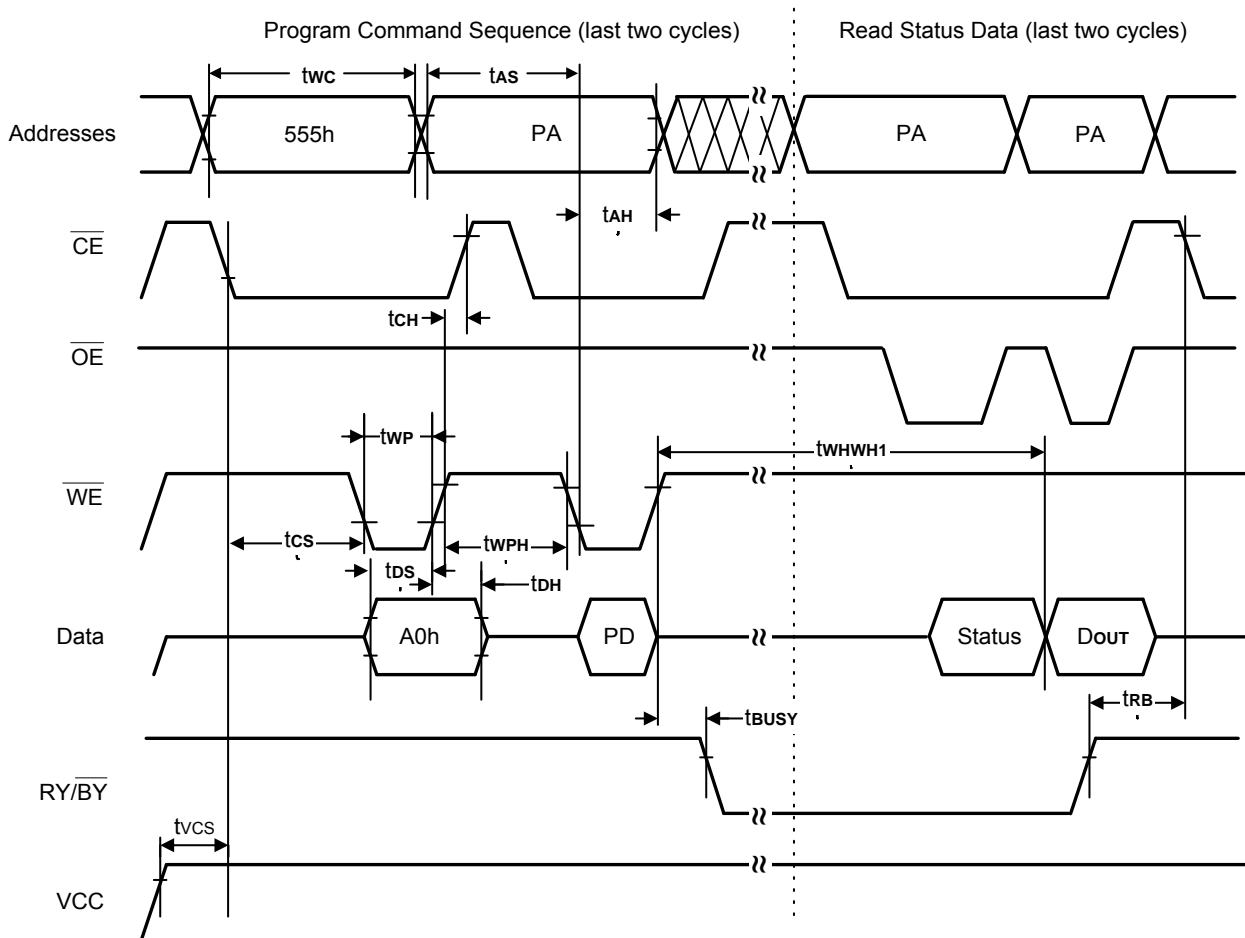 Program Command Sequence (last two cycles) Read Status Data (last two cycles)
tWC tAS
Addresses 555h PA PA PA
tAH
CE
tCH
OE
tWP tWHWH1
WE
tCS tWPH
tDS tDH
Data A0h PD Status DOUT
tBUSY tRB
RY/BY
tVCS
VCC